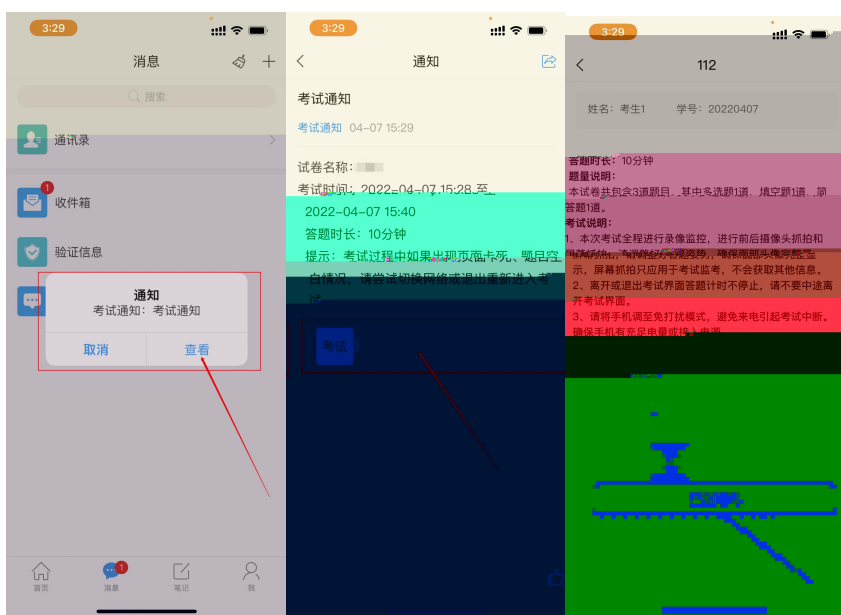 3:29
消息
搜索
通讯录
1
收件箱
验证信息
通知
考试通知：考试通知
取消
查看
1
首页
消息
笔记
我
3:29
通知
考试通知
考试通知 04-07 15:29
试卷名称：
考试时间：2022-04-07 15:28 至
2022-04-07 15:40
答题时长：10分钟
提示：考试过程中如果出现页面卡死、题目空
白情况，请尝试切换网络或退出重新进入考
试
考试
3:29
112
姓名：考生1 学号：20220407
答题时长：10分钟
题量说明：
本试卷共包含3道题目，其中多选题1道，填空题1道，简
答题1道。
考试说明：
1、本次考试全程进行录像监控，进行前后摄像头抓拍和
示，屏幕抓拍只应用于考试监考，不会获取其他信息。
2、离开或退出考试界面答题计时不停止，请不要中途离
开考试界面。
3、请将手机调至免打扰模式，避免来电引起考试中断。
确保手机有充足电量或接入电源